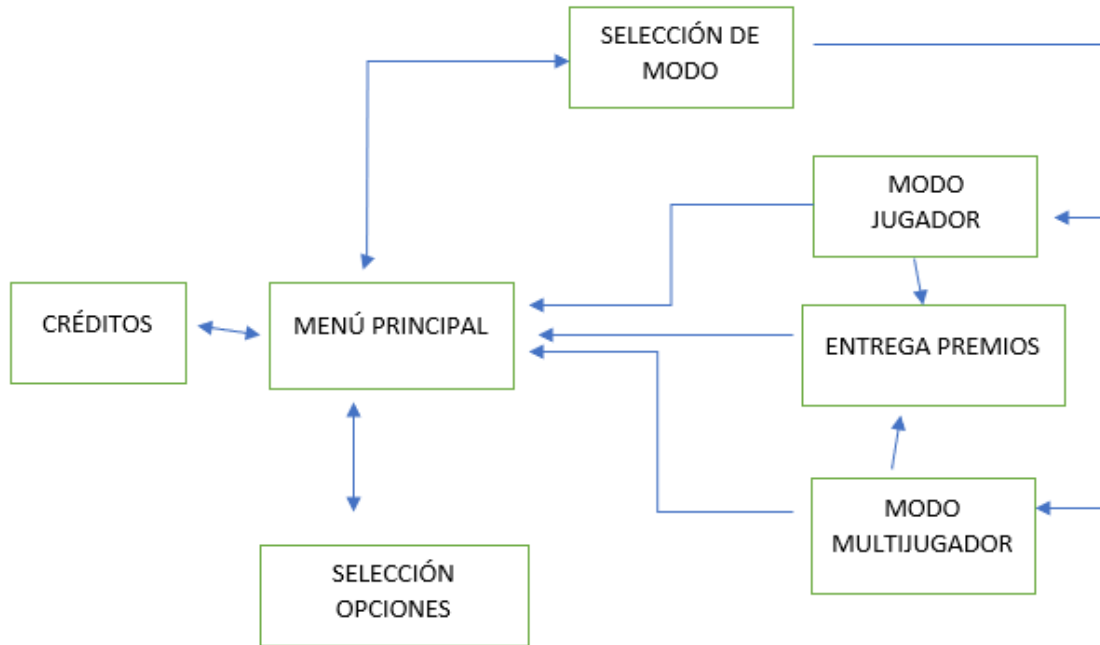 SELECCIÓN DE
MODO
MODO
JUGADOR
CRÉDITOS
MENÚ PRINCIPAL
ENTREGA PREMIOS
MODO
MULTIJUGADOR
SELECCIÓN
OPCIONES